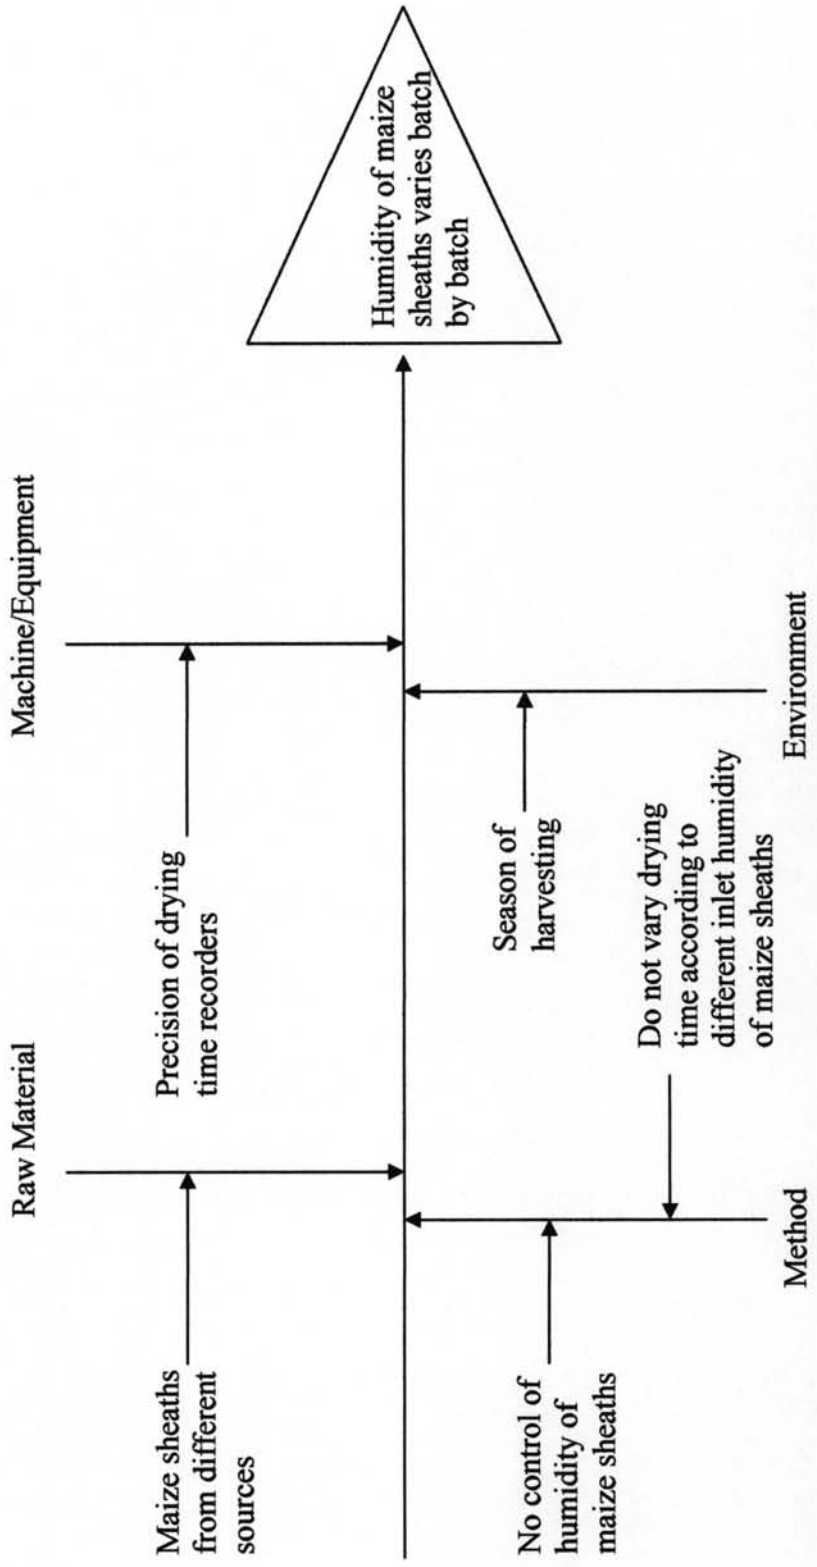 Raw Material
Machine/Equipment
Maize sheaths
from different
sources
Precision of drying
time recorders
Humidity of maize
sheaths varies batch
by batch
No control of
humidity of
maize sheaths
Season of
harvesting
Do not vary drying
time according to
different inlet humidity
of maize sheaths
Method
Environment